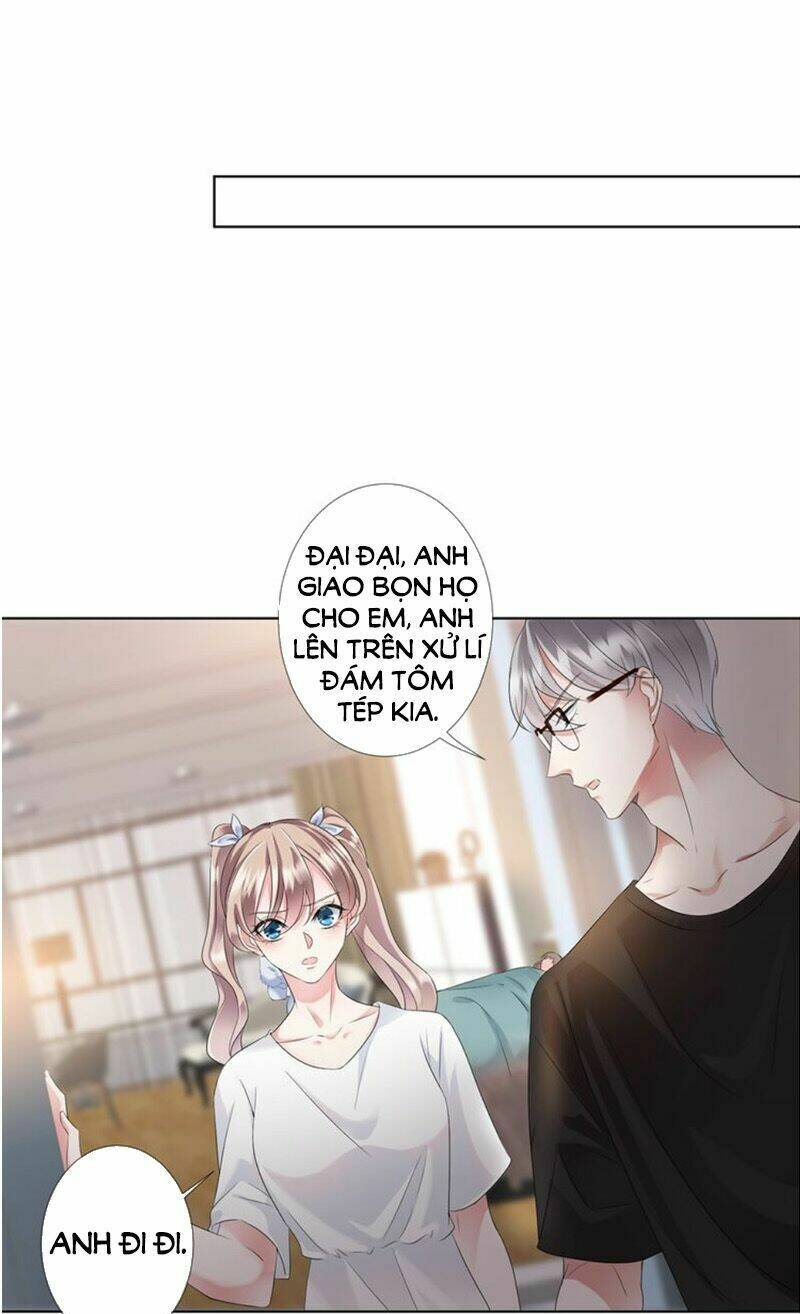 ĐẠI ĐẠI, ANH
GIAO BỌN HỌ
CHO EM, ANH
LÊN TRÊN XỬ LÍ
ĐÁM TÔM
TÉP KIA.
ANH ĐI ĐI.